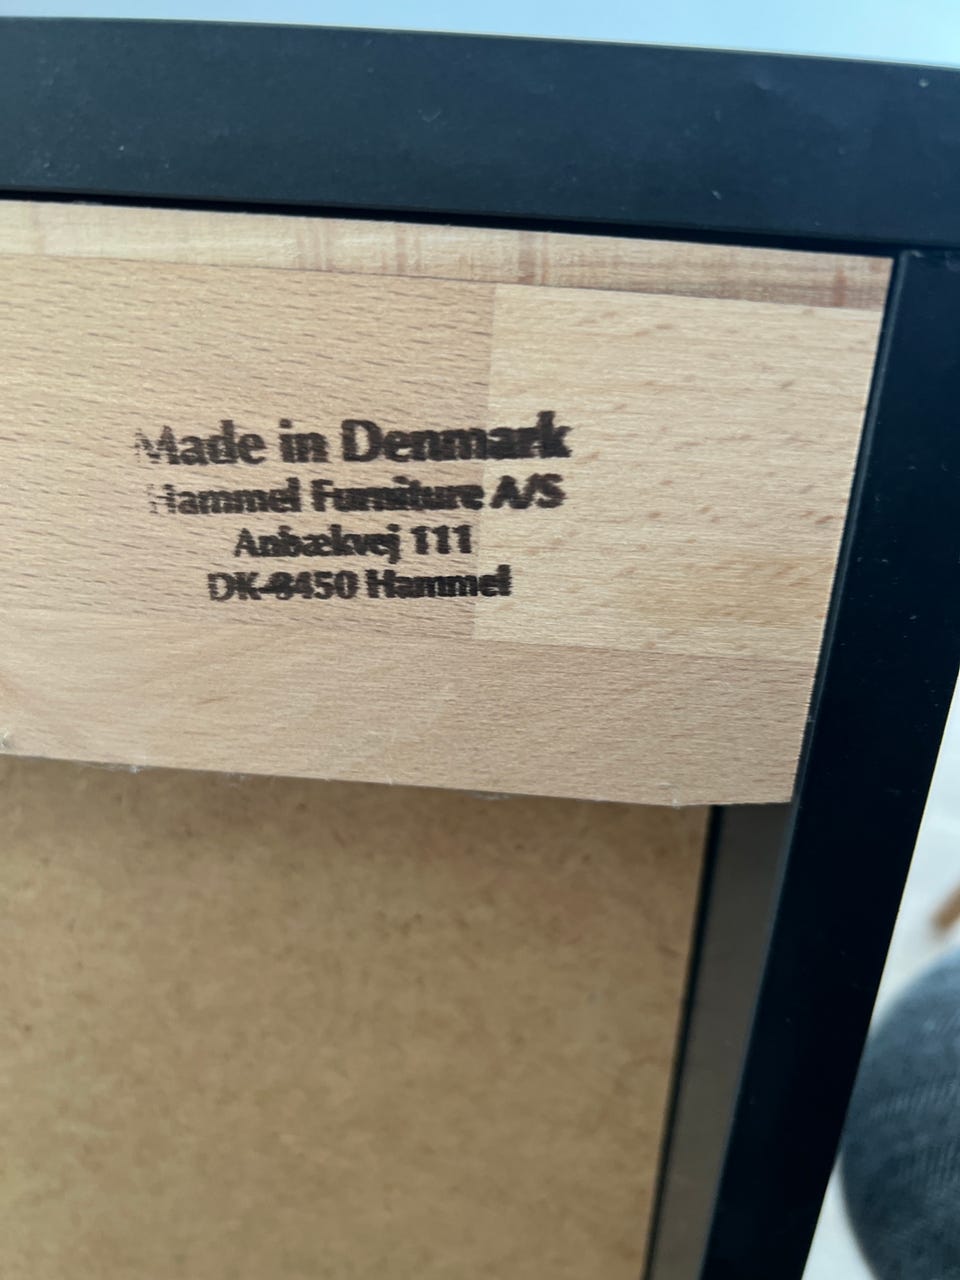 Made in Denmark
Hammel Furniture A/S
Anbækvej 111
DK-8450 Hammel